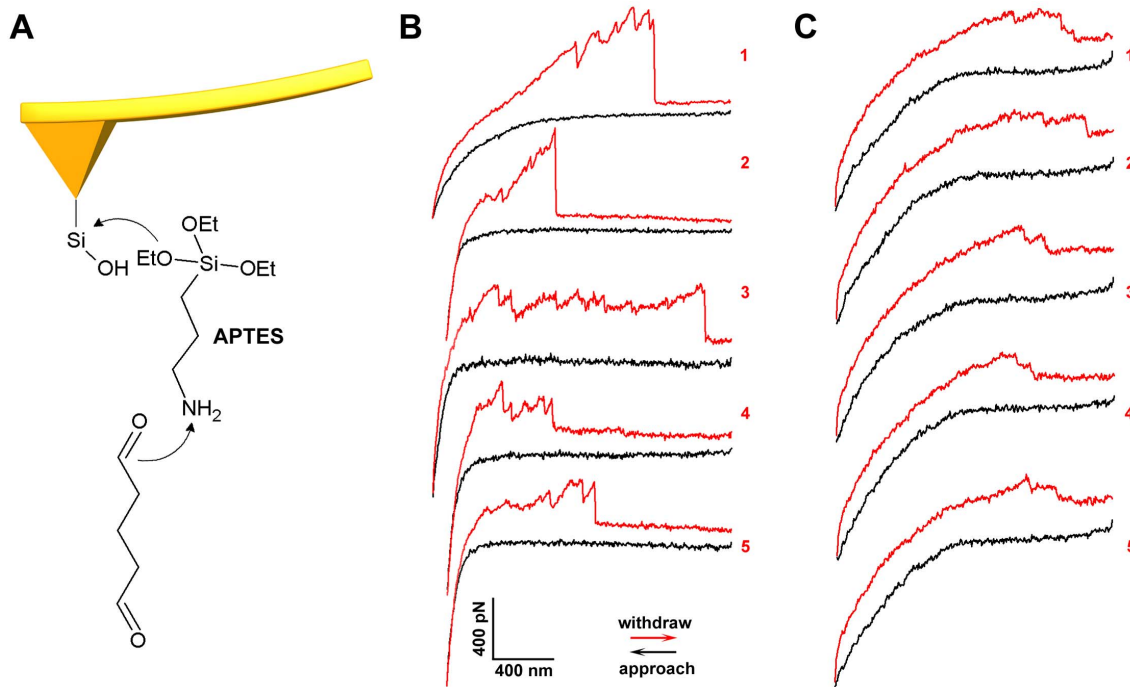 A
B
C
Si
OH
OEt
EtO
Si
OEt
APTES
NH2
O
O
1
2
3
4
5
400 pN
400 nm
withdraw
approach
1
2
3
4
5